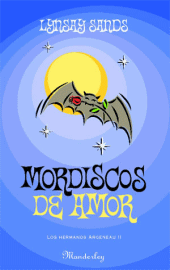 LYNSAY SANDS
MORDISCOS
DE AMOR
LOS HERMANOS ARGENEAU II
Manderley